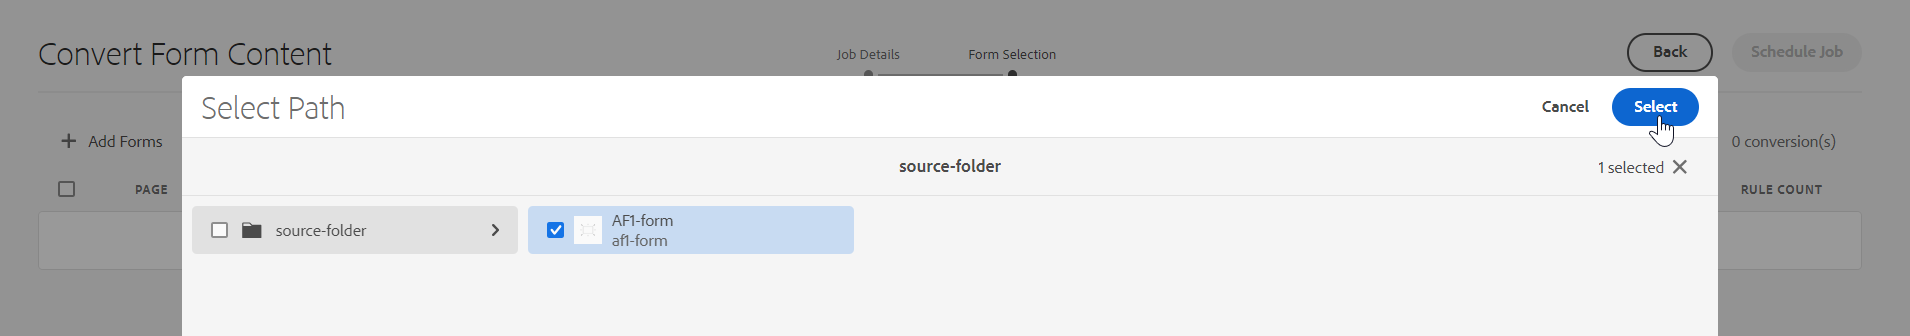 Convert Form Content
Job Details
Form Selection
Back
Schedule Job
Select Path
Cancel
Select
Add Forms
0 conversion(s)
source-folder
1 selected
PAGE
RULE COUNT
source-folder
AF1-form
af1-form